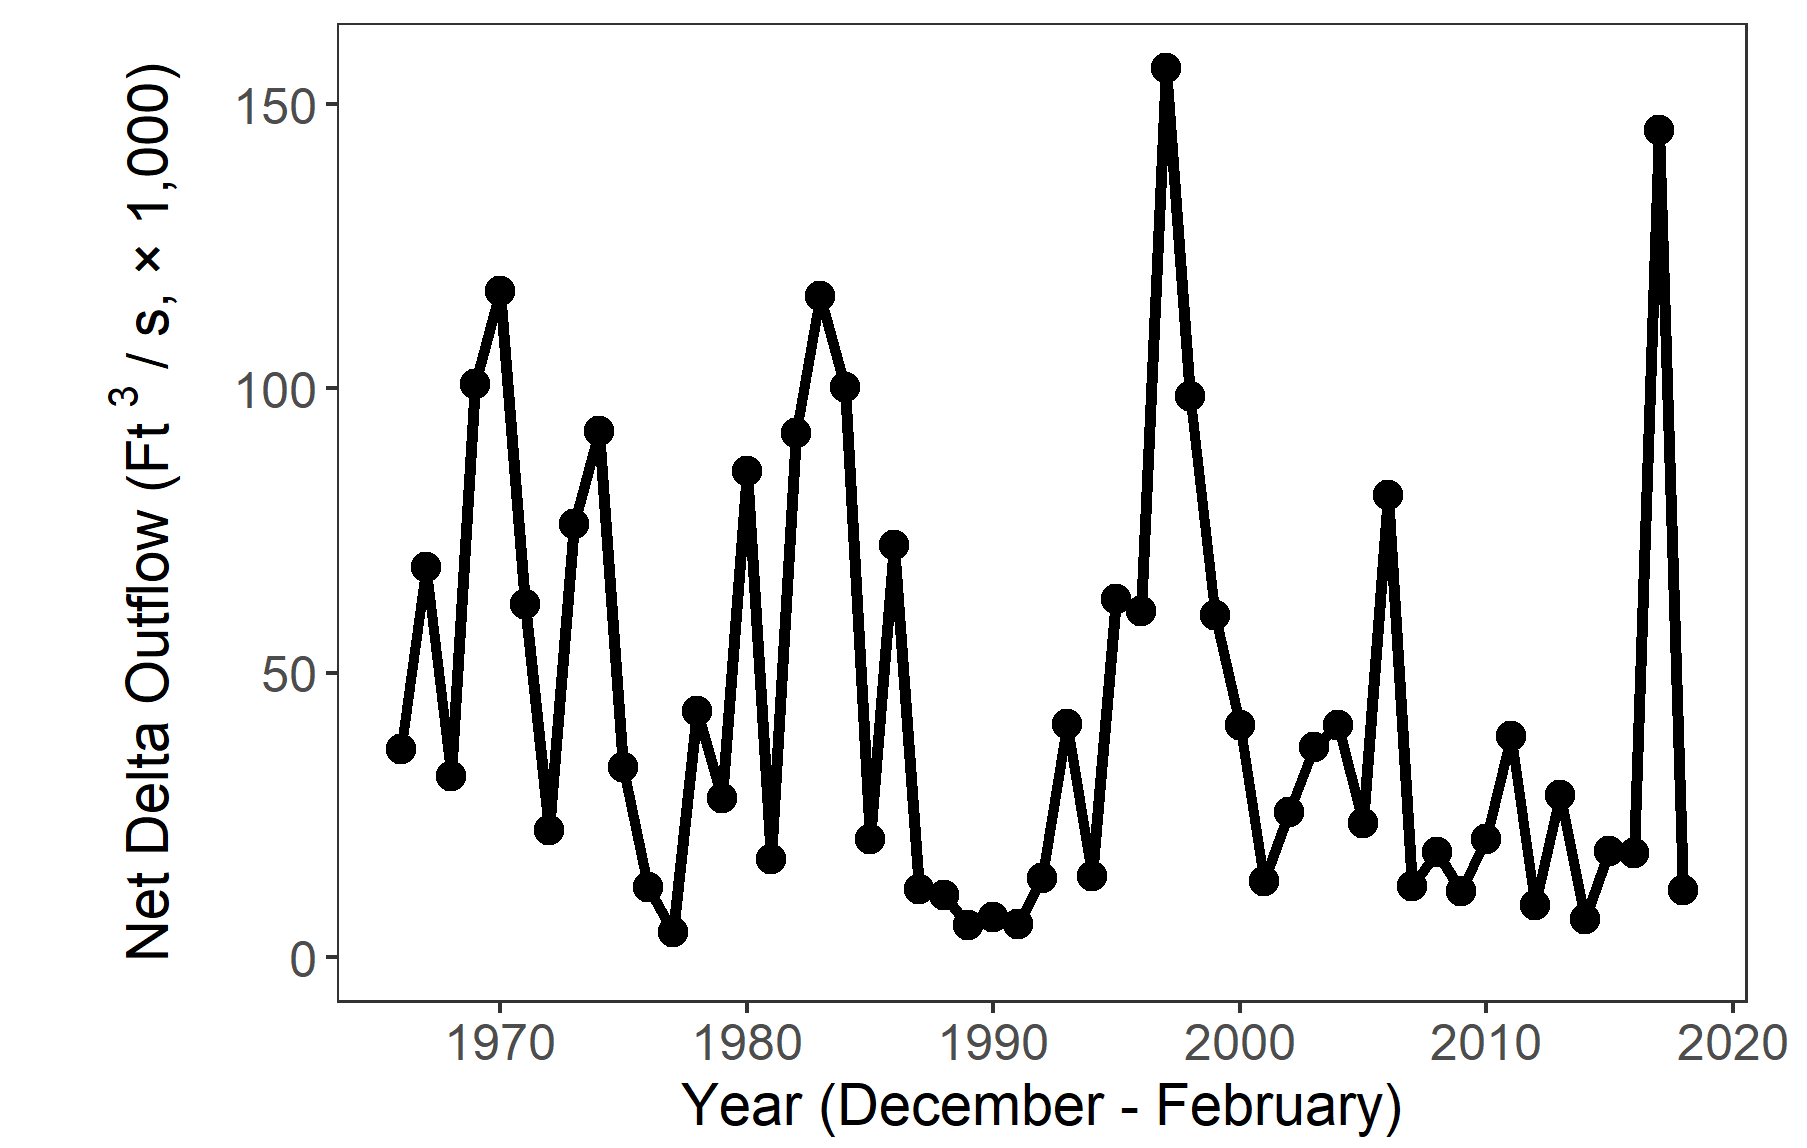 Net Delta Outflow (Ft 3 / s, × 1,000)
150
100
50
0
1970 1980 1990 2000 2010 2020
Year (December - February)